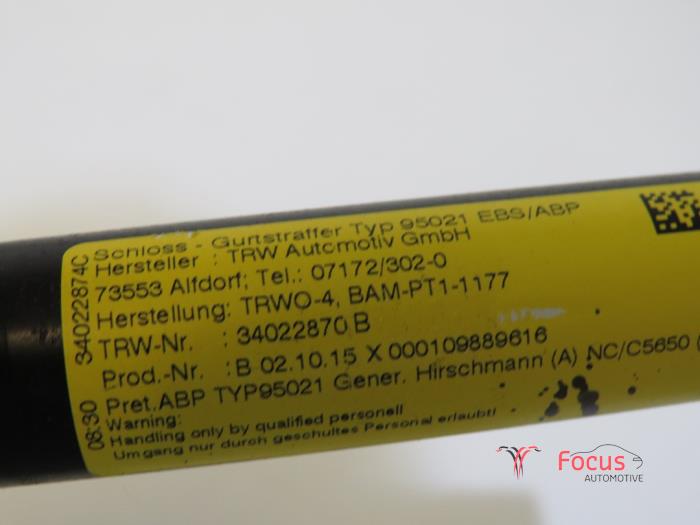 Schloss - Gurtstraffer Typ 95021 EBS/ABP
Hersteller : TRW Automotiv GmbH
73553 Alfdorf; Tel.: 07172/302-0
Herstellung: TRWO-4, BAM-PT1-1177
TRW-Nr. : 34022870 B
Prod.-Nr. : B 02.10.15 X 000109889616
Pret. ABP TYP95021 Gener. Hirschmann (A) NC/C5650 (
Warning:
Handling only by qualified personell
Umgang nur durch geschultes Personal erlaubt!
08:30 34022874C
Focus
AUTOMOTIVE